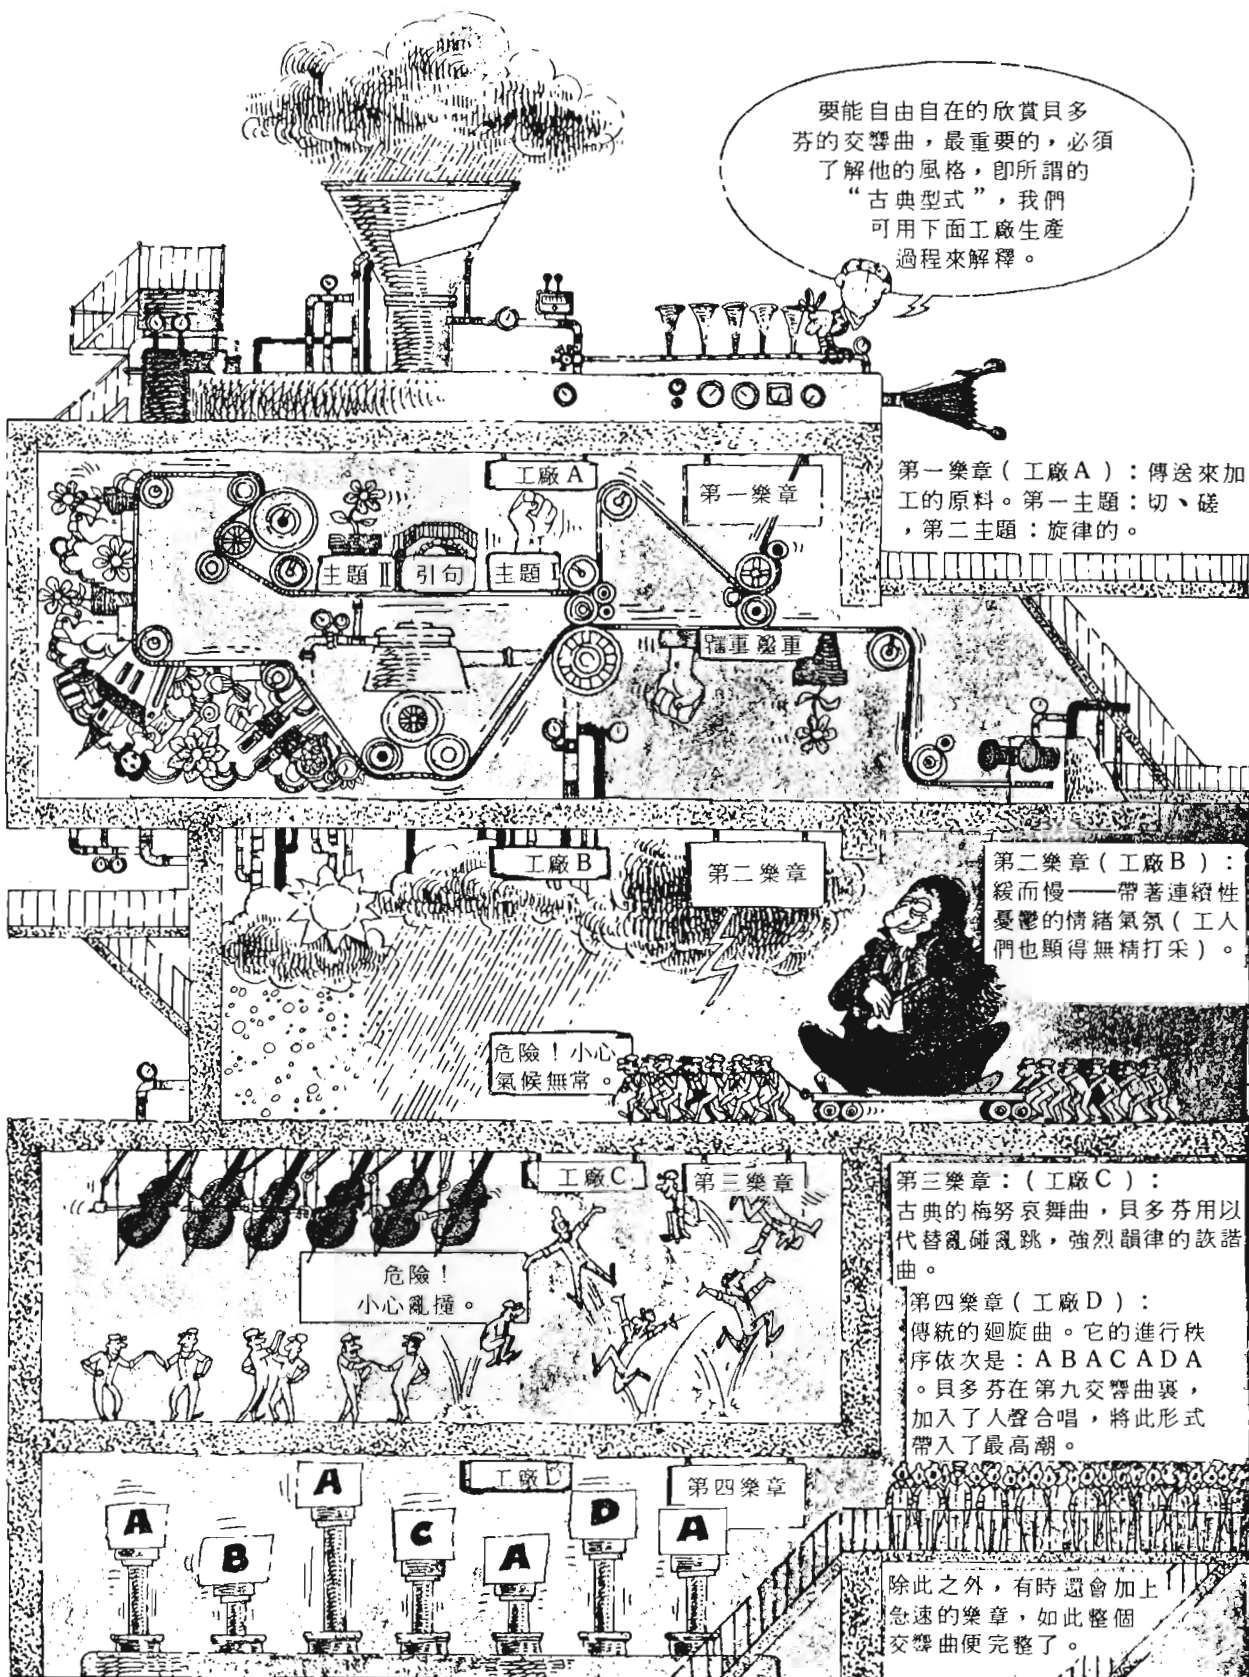 要能自由自在的欣賞貝多
芬的交響曲，最重要的，必須
了解他的風格，卽所謂的
“古典型式”，我們
可用下面工廠生產
過程來解釋。
工廠A
第一樂章
第一樂章（工廠A）：傳送來加
工的原料。第一主題：切、磋
，第二主題：旋律的。
主題II
引句
主題I
工廠B
第二樂章
第二樂章（工廠B）：
緩而慢——帶著連續性
憂鬱的情緒氣氛（工人
們也顯得無精打采）。
危險！小心
氣候無常。
工廠C
第三樂章
第三樂章：（工廠C）：
古典的梅努哀舞曲，貝多芬用以
代替亂碰亂跳，強烈韻律的詼諧
曲。
危險！
小心亂撞。
第四樂章（工廠D）：
傳統的廻旋曲。它的進行秩
序依次是：ABACADA
。貝多芬在第九交響曲裏，
加入了人聲合唱，將此形式
帶入了最高潮。
工廠D
第四樂章
A
B
A
C
A
D
A
除此之外，有時還會加上
急速的樂章，如此整個
交響曲便完整了。